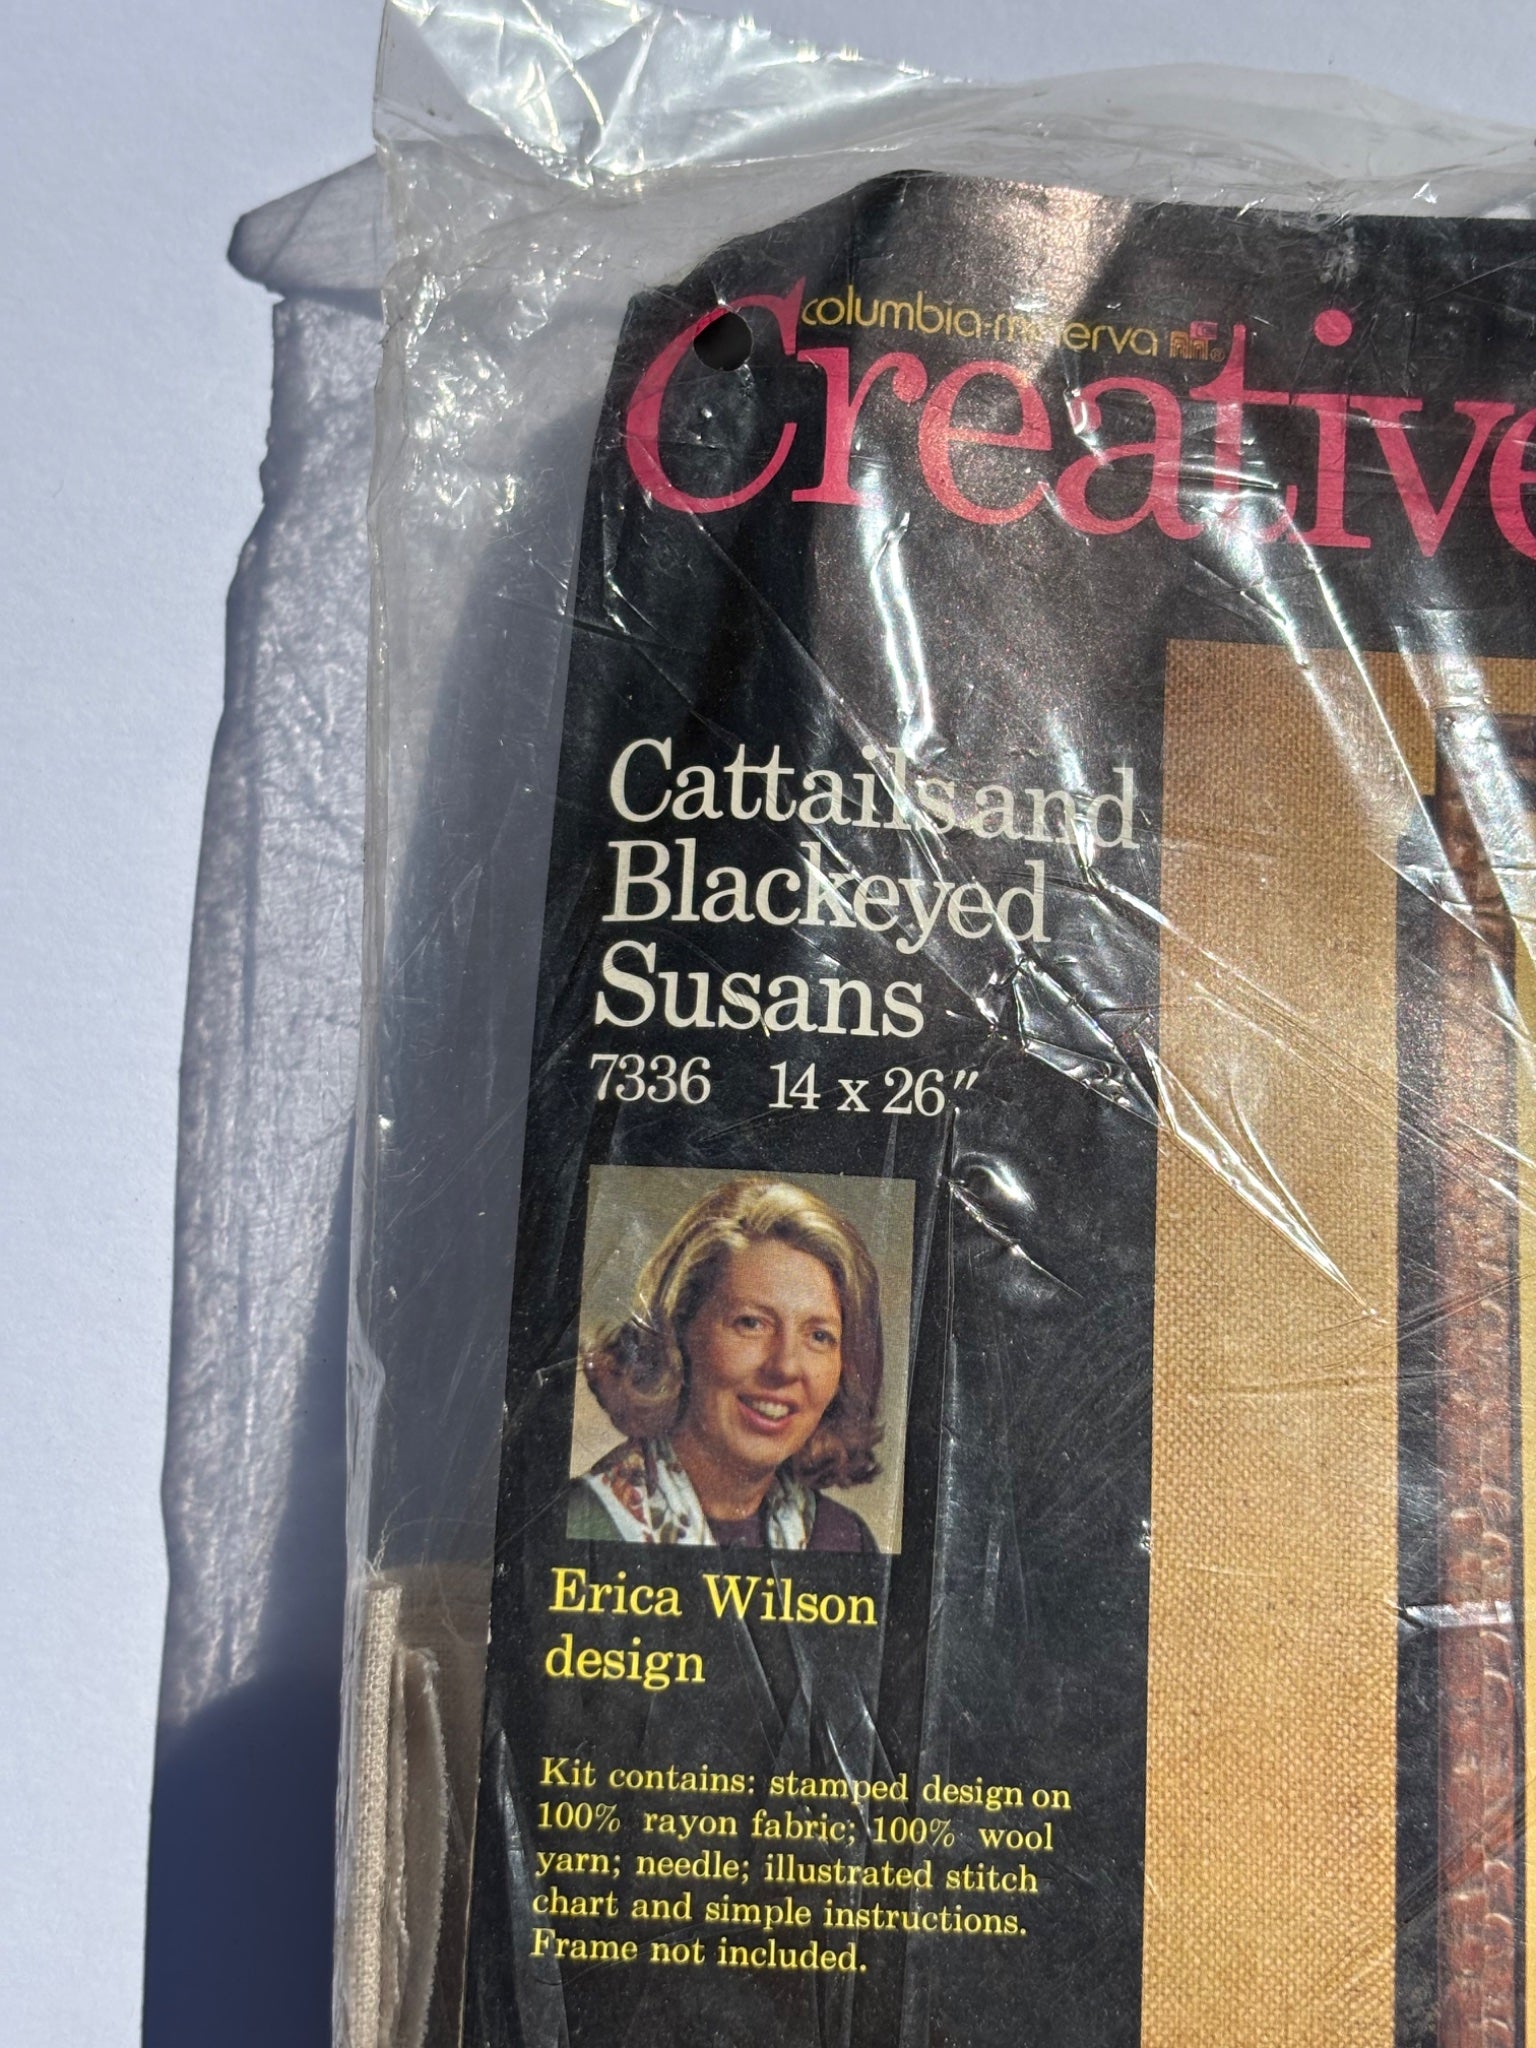 columbia-minerva
Creative
Cattails and
Blackeyed
Susans
7336 14 x 26"
Erica Wilson
design
Kit contains: stamped design on
100% rayon fabric; 100% wool
yarn; needle; illustrated stitch
chart and simple instructions.
Frame not included.